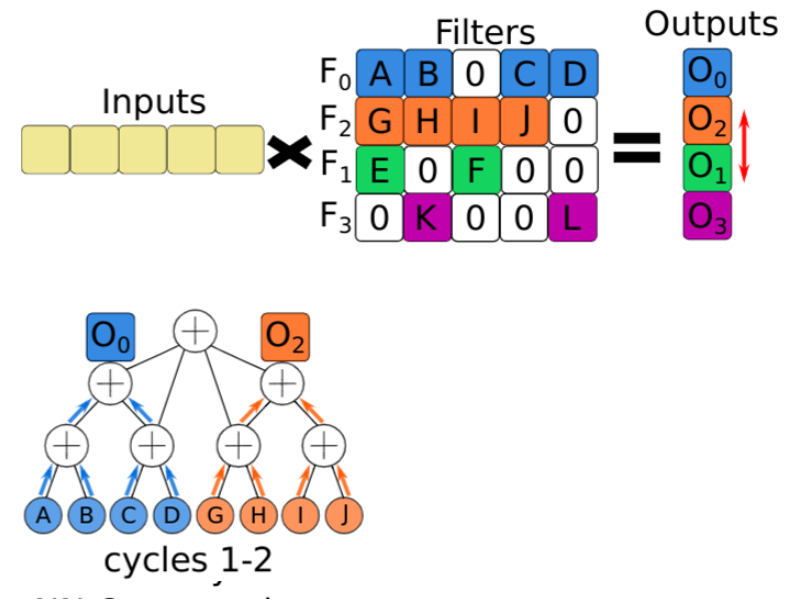 Filters
Outputs
Inputs
F0 A B 0 C D O0
F2 G H I J 0 O2
F1 E 0 F 0 0 O1
F3 0 K 0 0 L O3
O0 O2
A B C D G H I J
cycles 1-2